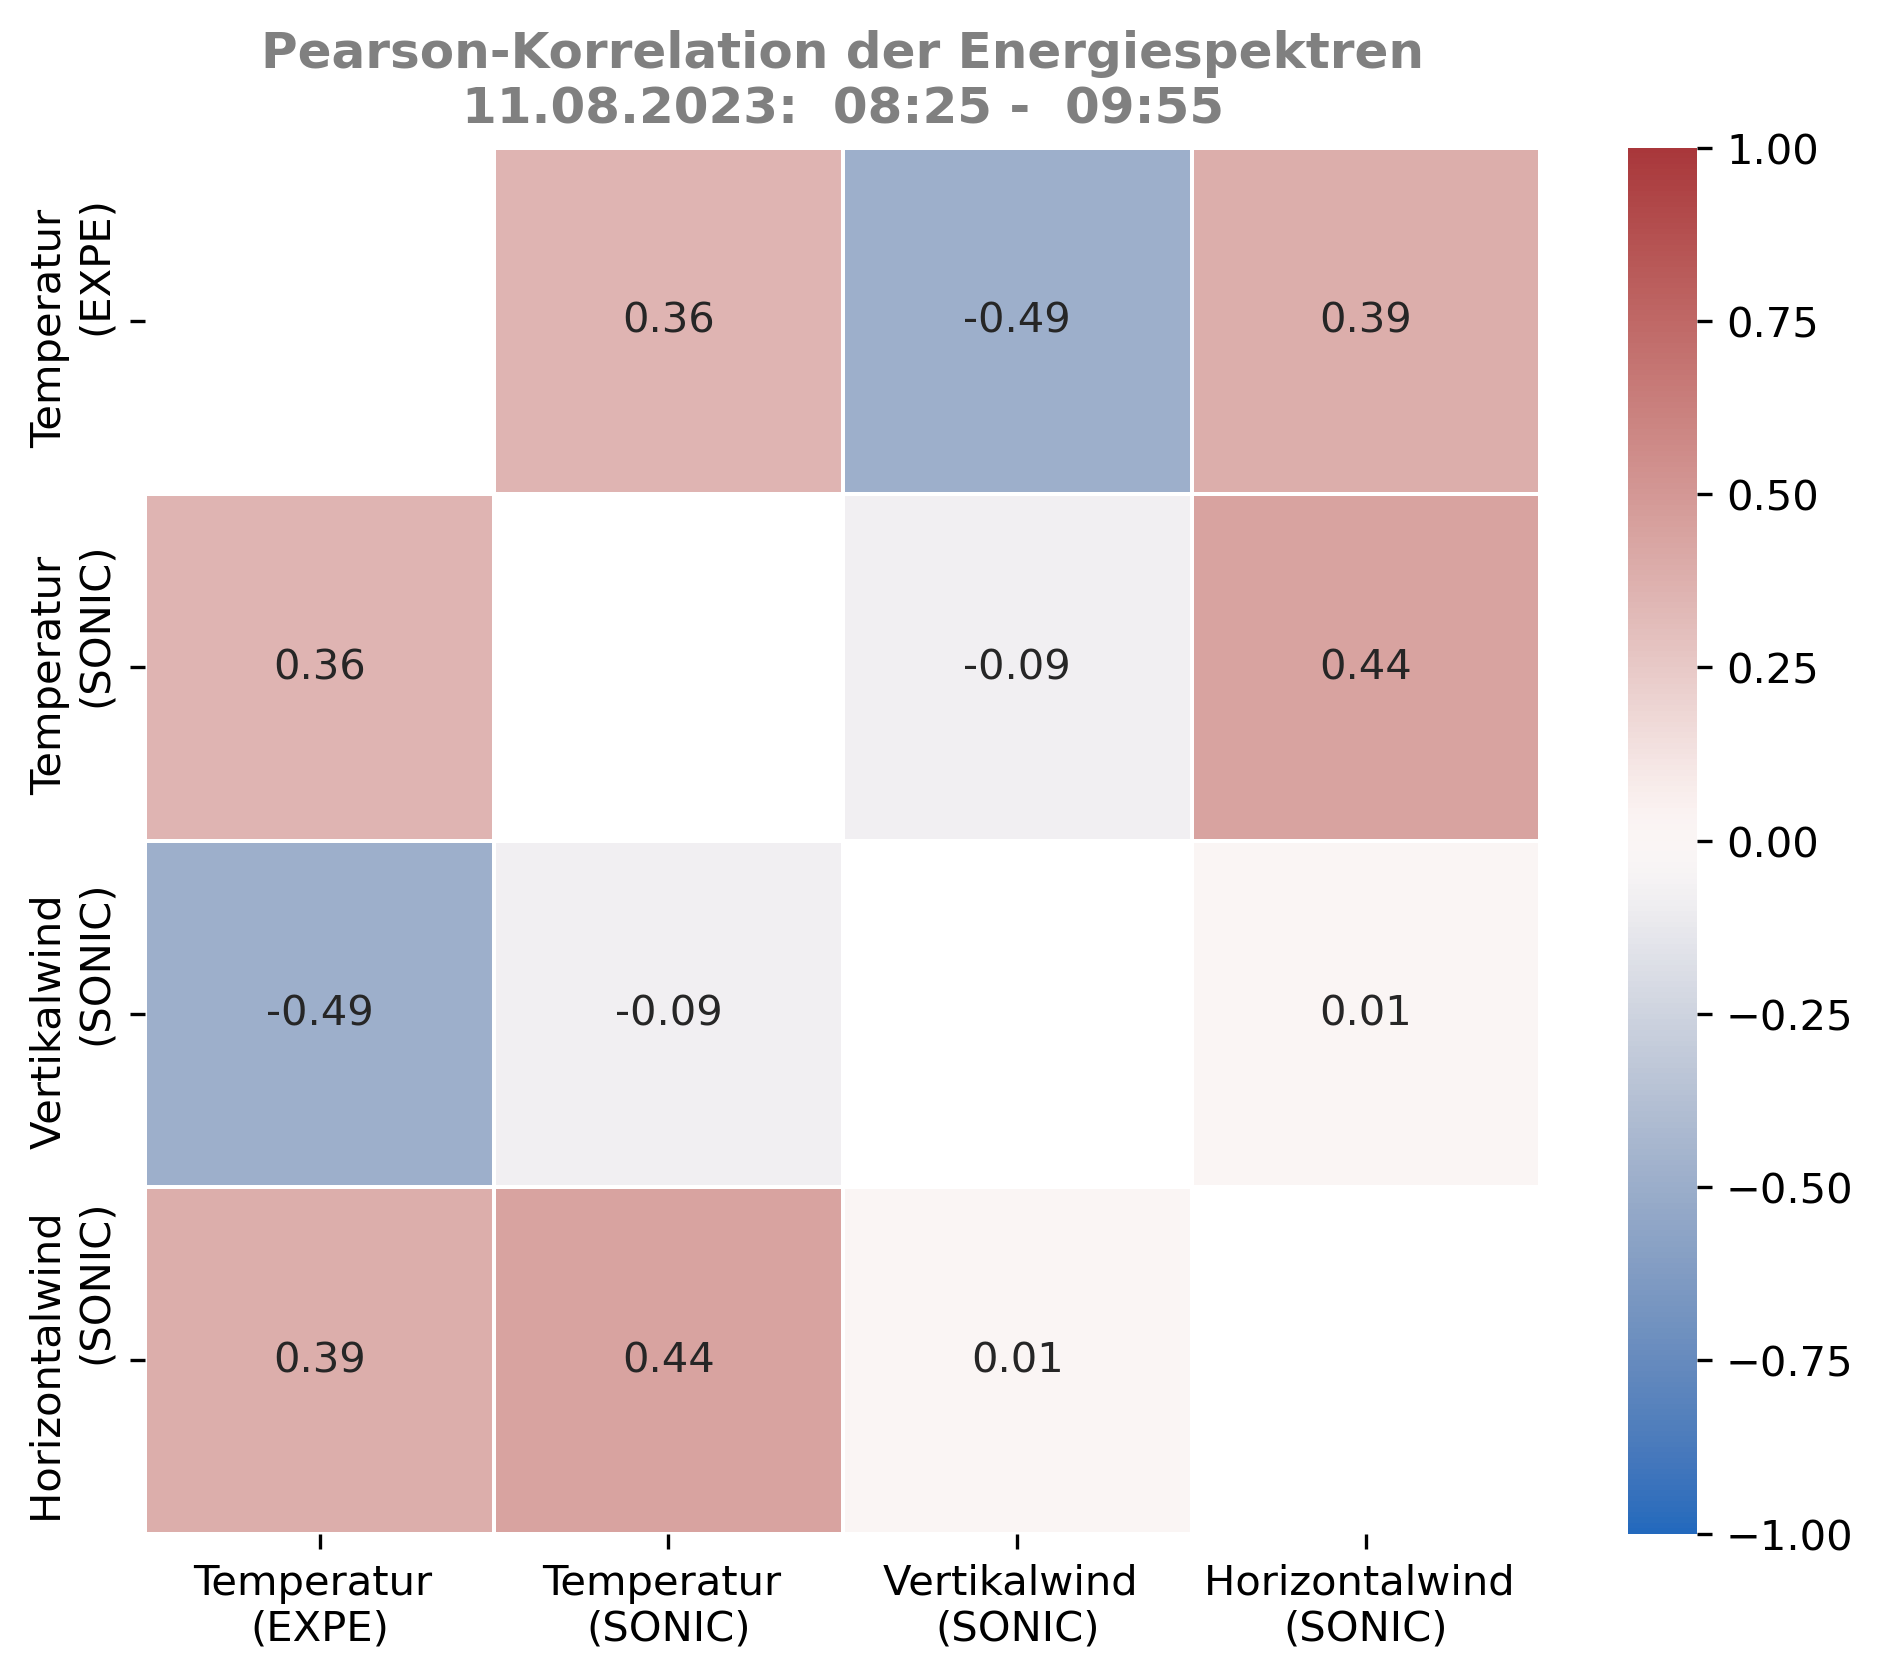 Pearson-Korrelation der Energiespektren
11.08.2023:  08:25 -  09:55
Temperatur
(EXPE)
0.36
-0.49
0.39
Temperatur
(SONIC)
0.36
-0.09
0.44
Vertikalwind
(SONIC)
-0.49
-0.09
0.01
Horizontalwind
(SONIC)
0.39
0.44
0.01
Temperatur
(EXPE)
Temperatur
(SONIC)
Vertikalwind
(SONIC)
Horizontalwind
(SONIC)
1.00
0.75
0.50
0.25
0.00
−0.25
−0.50
−0.75
−1.00